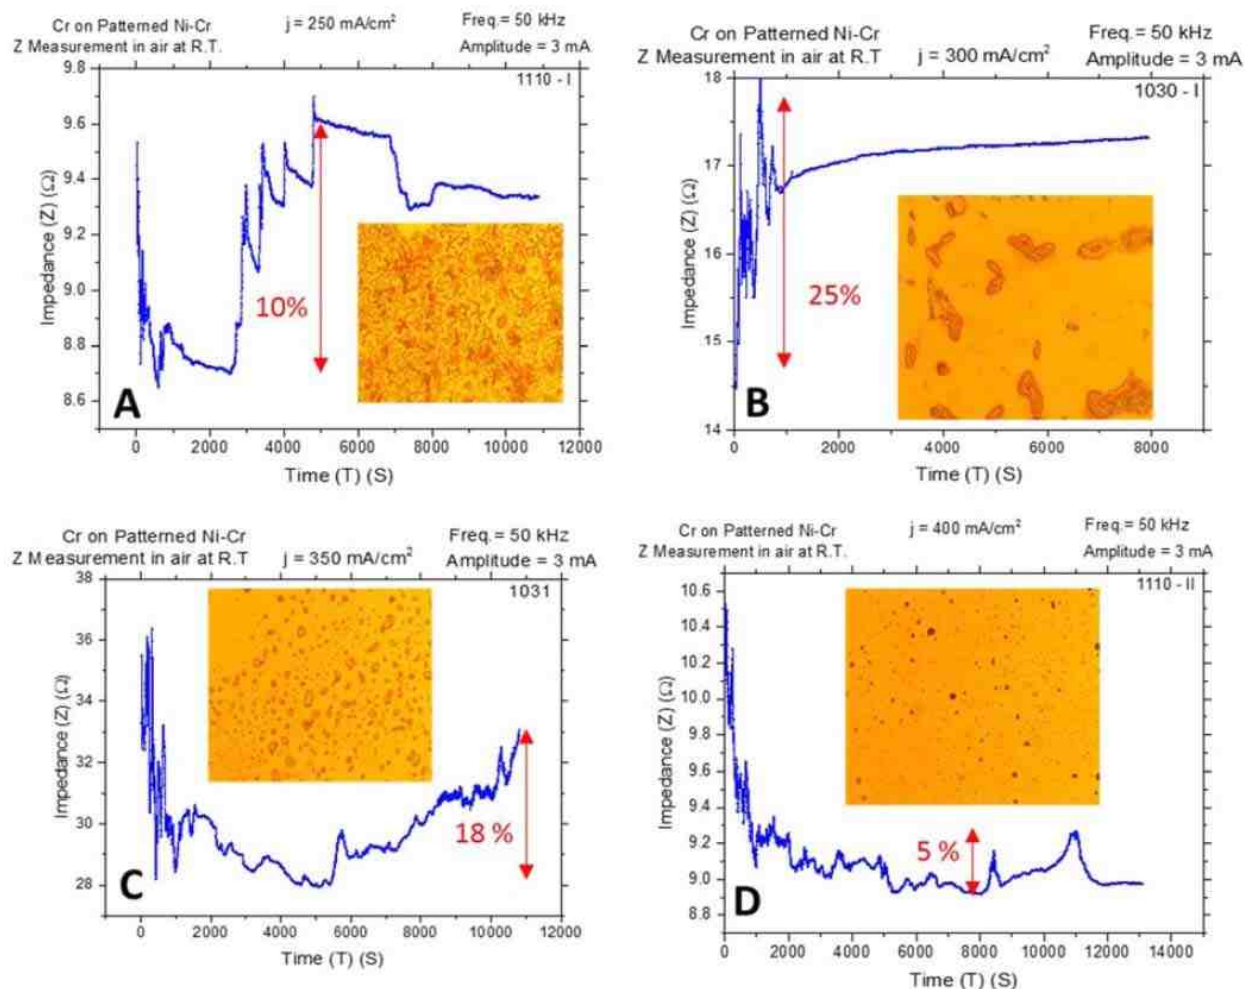 Cr on Patterned Ni-Cr
Z Measurement in air at R.T.
j = 250 mA/cm²
Freq.= 50 kHz
Amplitude = 3 mA
1110 - I
9.8
9.6
9.4
9.2
9.0
8.8
8.6
Impedance (Z) (Ω)
10%
A
0 2000 4000 6000 8000 10000 12000
Time (T) (S)
Cr on Patterned Ni-Cr
Z Measurement in air at R.T
j = 300 mA/cm²
Freq.= 50 kHz
Amplitude = 3 mA
1030 - I
18
17
16
15
14
Impedance (Z) (Ω)
25%
B
0 2000 4000 6000 8000
Time (T) (S)
Cr on Patterned Ni-Cr
Z Measurement in air at R.T
j = 350 mA/cm²
Freq.= 50 kHz
Amplitude = 3 mA
1031
38
36
34
32
30
28
Impedance (Z) (Ω)
18 %
C
0 2000 4000 6000 8000 10000 12000
Time (T) (S)
Cr on Patterned Ni-Cr
Z Measurement in air at R.T.
j = 400 mA/cm²
Freq.= 50 kHz
Amplitude = 3 mA
1110 - II
10.6
10.4
10.2
10.0
9.8
9.6
9.4
9.2
9.0
8.8
Impedance (Z) (Ω)
5 %
D
0 2000 4000 6000 8000 10000 12000 14000
Time (T) (S)